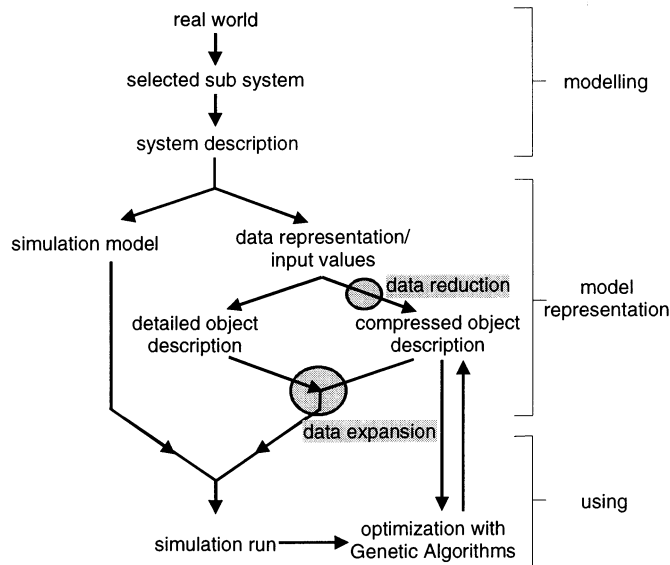 real world
selected sub system
modelling
system description
simulation model
data representation/
input values
data reduction
model
representation
detailed object
description
compressed object
description
data expansion
using
simulation run
optimization with
Genetic Algorithms